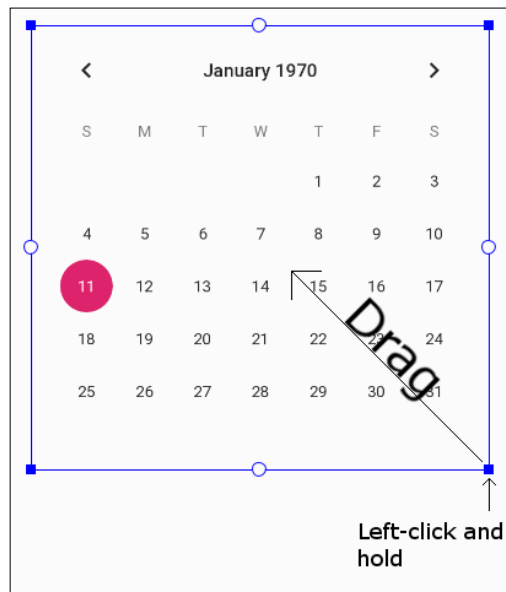 January 1970
S M T W T F S
1 2 3
4 5 6 7 8 9 10
11 12 13 14 15 16 17
18 19 20 21 22 23 24
25 26 27 28 29 30 31
Drag
Left-click and
hold